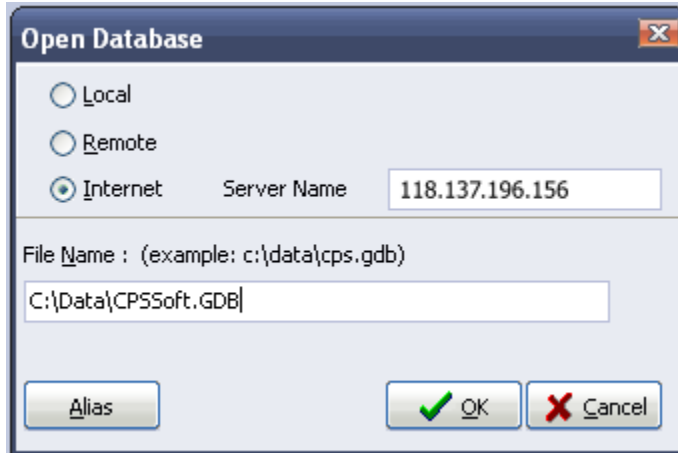 Open Database
Local
Remote
Internet Server Name 118.137.196.156
File Name : (example: c:\data\cps.gdb)
C:\Data\CPSSoft.GDB
Alias OK Cancel